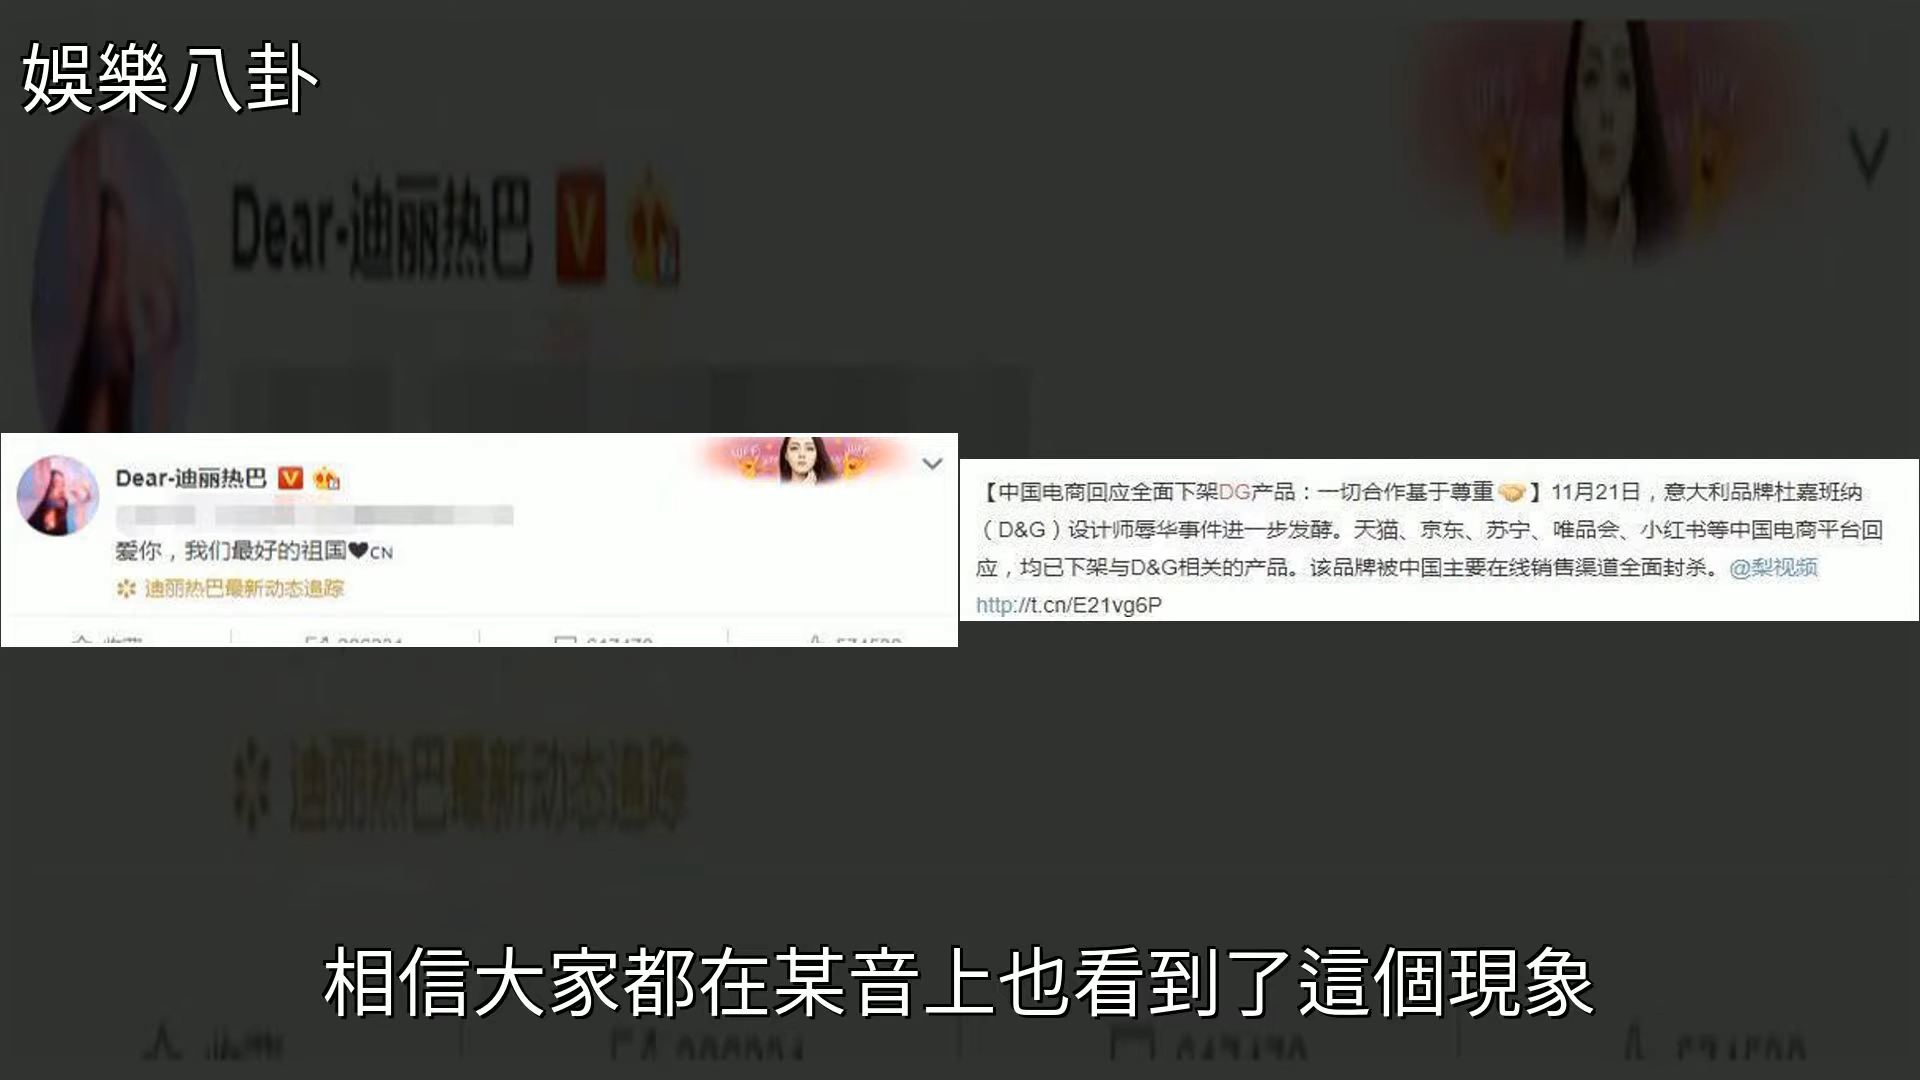 娛樂八卦
Dear-迪丽热巴
Dear-迪丽热巴
爱你，我们最好的祖国🖤CN
迪丽热巴最新动态追踪
【中国电商回应全面下架DG产品：一切合作基于尊重🤝】11月21日，意大利品牌杜嘉班纳
（D&G）设计师辱华事件进一步发酵。天猫、京东、苏宁、唯品会、小红书等中国电商平台回
应，均已下架与D&G相关的产品。该品牌被中国主要在线销售渠道全面封杀。@梨视频
http://t.cn/E21vg6P
迪丽热巴最新动态追踪
相信大家都在某音上也看到了這個現象